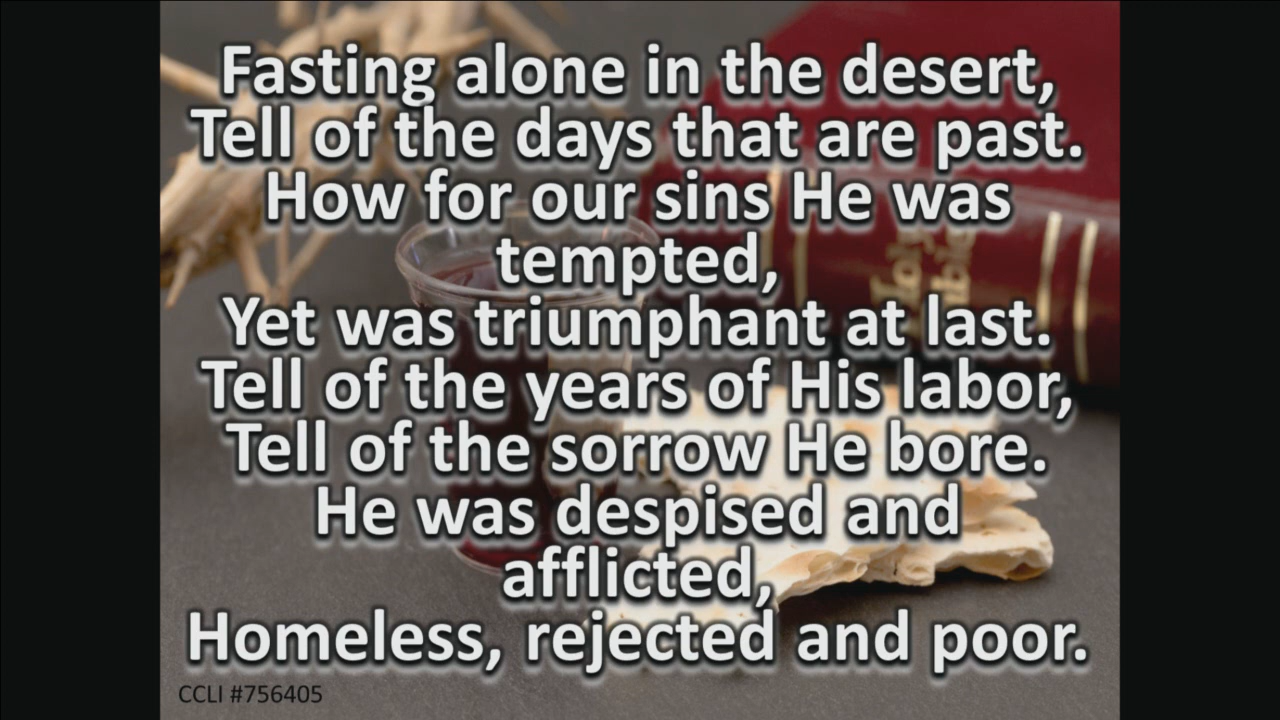 Fasting alone in the desert,
Tell of the days that are past.
How for our sins He was
tempted,
Yet was triumphant at last.
Tell of the years of His labor,
Tell of the sorrow He bore.
He was despised and
afflicted,
Homeless, rejected and poor.
CCLI #756405
Holy
Bible